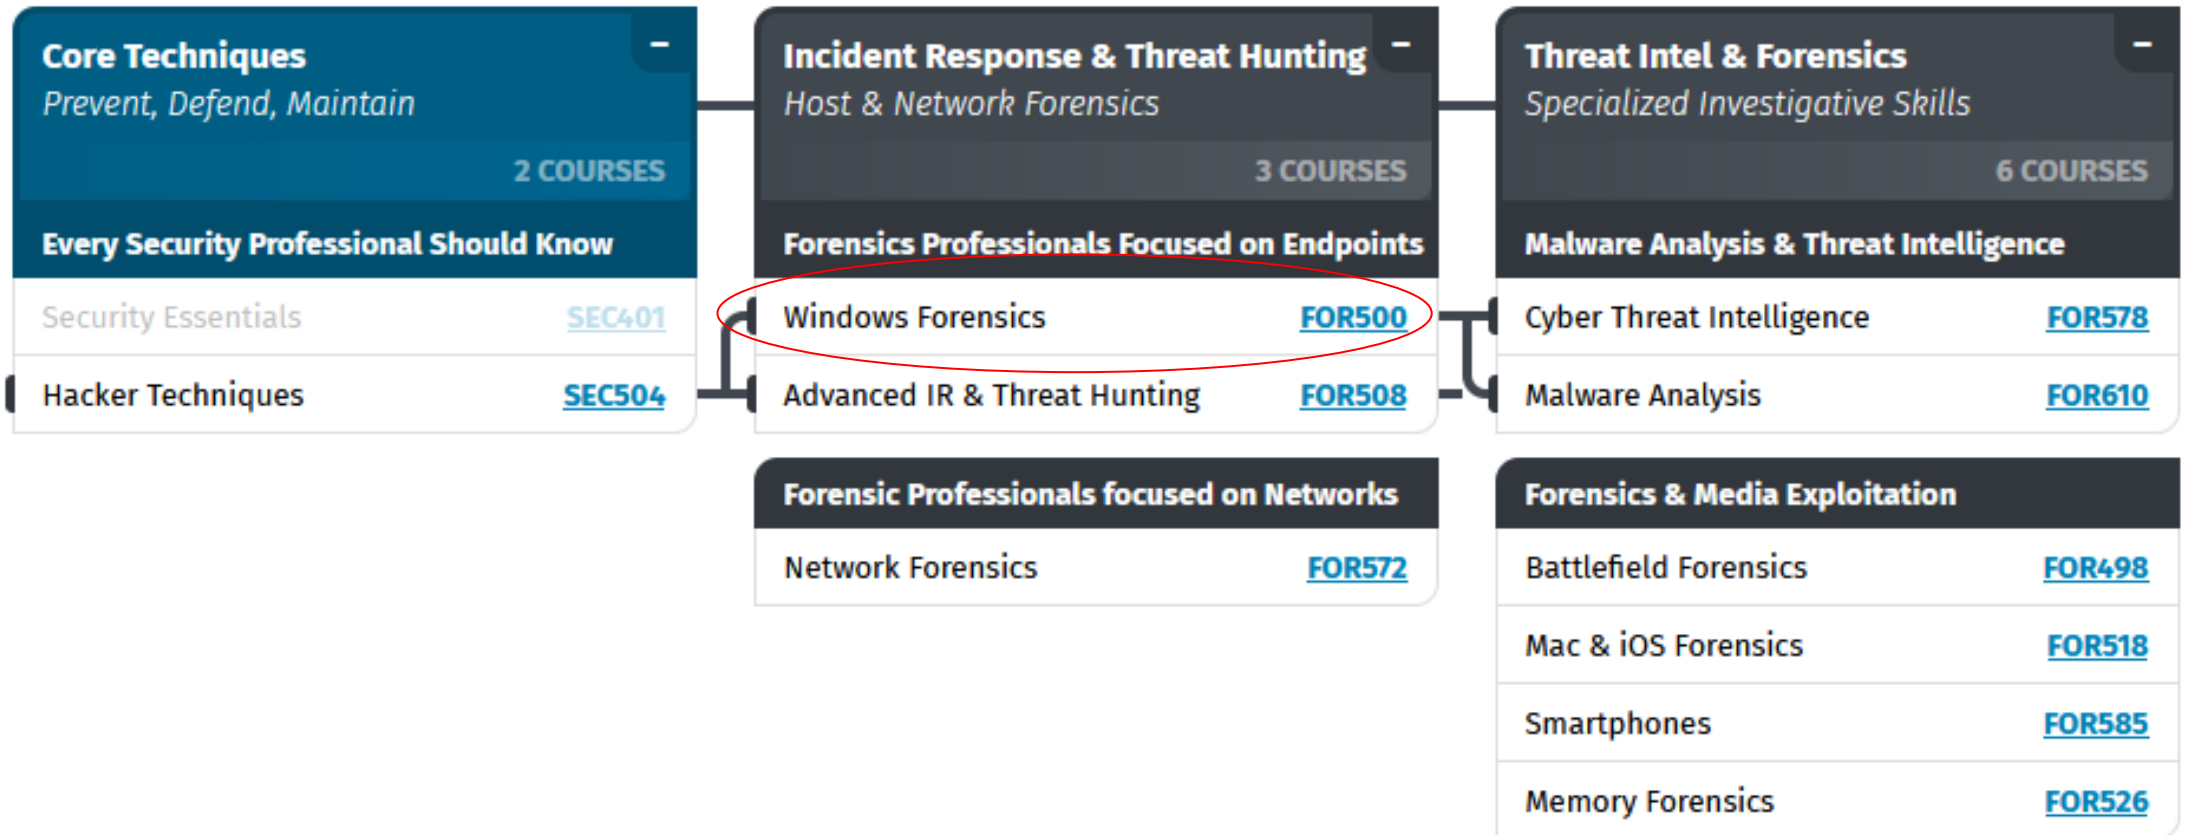 Core Techniques
Prevent, Defend, Maintain
2 COURSES
Every Security Professional Should Know
Security Essentials SEC401
Hacker Techniques SEC504
Incident Response & Threat Hunting
Host & Network Forensics
3 COURSES
Forensics Professionals Focused on Endpoints
Windows Forensics FOR500
Advanced IR & Threat Hunting FOR508
Forensic Professionals focused on Networks
Network Forensics FOR572
Threat Intel & Forensics
Specialized Investigative Skills
6 COURSES
Malware Analysis & Threat Intelligence
Cyber Threat Intelligence FOR578
Malware Analysis FOR610
Forensics & Media Exploitation
Battlefield Forensics FOR498
Mac & iOS Forensics FOR518
Smartphones FOR585
Memory Forensics FOR526